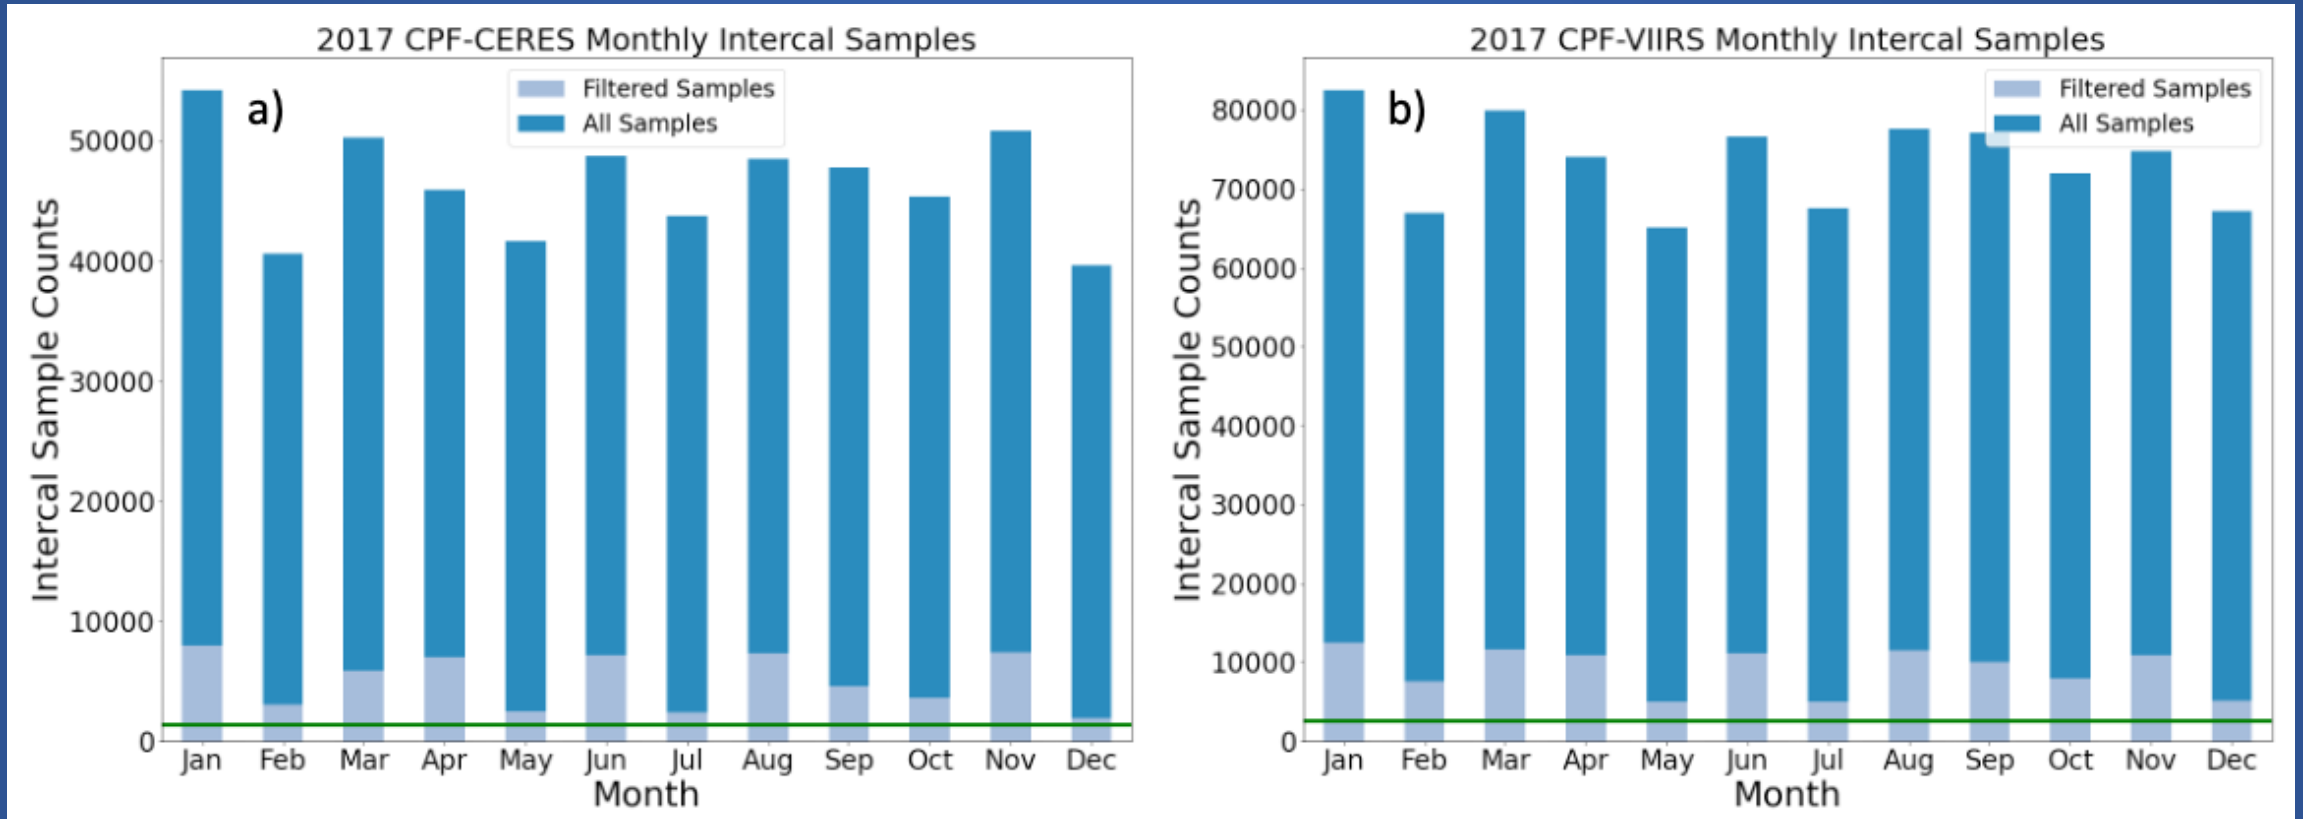 2017 CPF-CERES Monthly Intercal Samples
a)
Filtered Samples
All Samples
Intercal Sample Counts
50000
40000
30000
20000
10000
0
Jan Feb Mar Apr May Jun Jul Aug Sep Oct Nov Dec
Month
2017 CPF-VIIRS Monthly Intercal Samples
b)
Filtered Samples
All Samples
Intercal Sample Counts
80000
70000
60000
50000
40000
30000
20000
10000
0
Jan Feb Mar Apr May Jun Jul Aug Sep Oct Nov Dec
Month